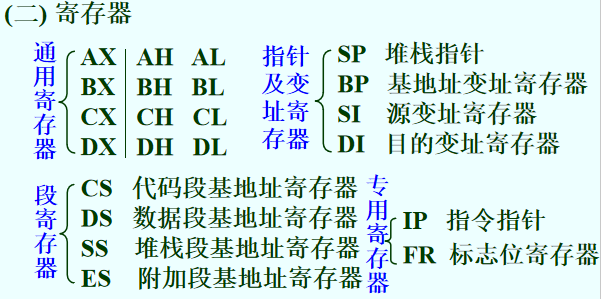 (二) 寄存器
通用寄存器
AX AH AL
BX BH BL
CX CH CL
DX DH DL
指针及变址寄存器
SP 堆栈指针
BP 基地址变址寄存器
SI 源变址寄存器
DI 目的变址寄存器
段寄存器
CS 代码段基地址寄存器
DS 数据段基地址寄存器
SS 堆栈段基地址寄存器
ES 附加段基地址寄存器
专用寄存器
IP 指令指针
FR 标志位寄存器